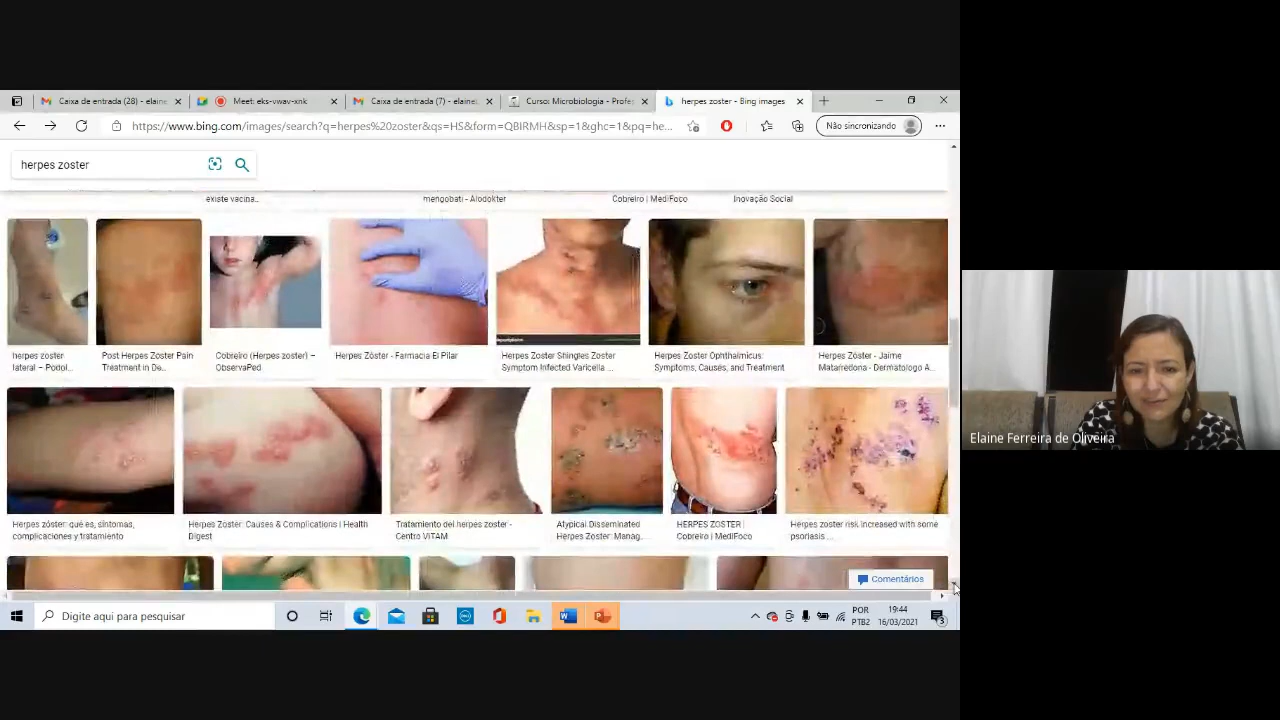 Caixa de entrada (28) - elaine
Meet: eks-vwav-xnk
Caixa de entrada (7) - elaine
Curso: Microbiologia - Profes
herpes zoster - Bing images
https://www.bing.com/images/search?q=herpes%20zoster&qs=HS&form=QBIRMH&sp=1&ghc=1&pq=he...
Não sincronizando
herpes zoster
existe vacina..
mengobati - Alodokter
Cobreiro | MediFoco
Inovação Social
herpes zoster
lateral – Podol...
Post Herpes Zoster Pain
Treatment in De...
Cobreiro (Herpes zoster) –
ObservaPed
Herpes Zóster - Farmacia El Pilar
Herpes Zoster Shingles Zoster
Symptom Infected Varicella ...
Herpes Zoster Ophthalmicus:
Symptoms, Causes, and Treatment
Herpes Zóster - Jaime
Matarredona - Dermatologo A...
Herpes zóster: qué es, síntomas,
complicaciones y tratamiento
Herpes Zoster: Causes & Complications | Health
Digest
Tratamiento del herpes zoster -
Centro VITAM
Atypical Disseminated
Herpes Zoster: Manag...
HERPES ZOSTER |
Cobreiro | MediFoco
Herpes zoster risk increased with some
psoriasis ...
Comentários
Digite aqui para pesquisar
POR
PTB2
19:44
16/03/2021
3
Elaine Ferreira de Oliveira